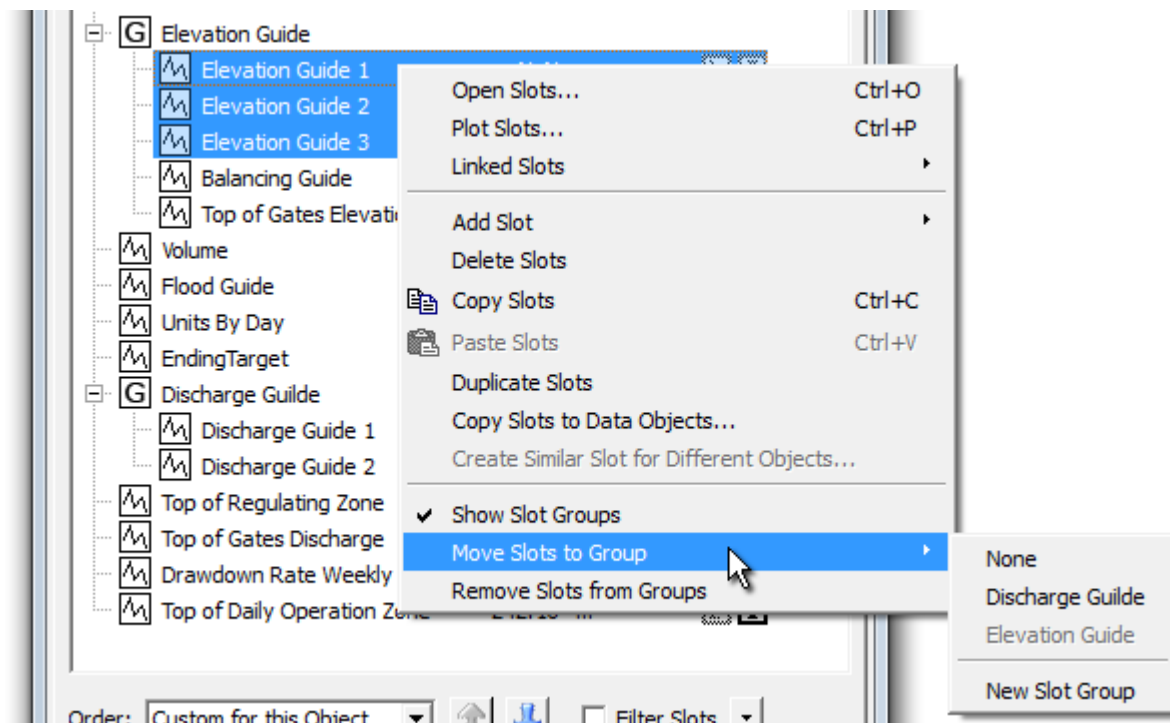 G Elevation Guide
Elevation Guide 1
Elevation Guide 2
Elevation Guide 3
Balancing Guide
Top of Gates Elevati
Volume
Flood Guide
Units By Day
EndingTarget
G Discharge Guilde
Discharge Guide 1
Discharge Guide 2
Top of Regulating Zone
Top of Gates Discharge
Drawdown Rate Weekly
Top of Daily Operation Zone
Open Slots... Ctrl+O
Plot Slots... Ctrl+P
Linked Slots
Add Slot
Delete Slots
Copy Slots Ctrl+C
Paste Slots Ctrl+V
Duplicate Slots
Copy Slots to Data Objects...
Create Similar Slot for Different Objects...
Show Slot Groups
Move Slots to Group
Remove Slots from Groups
None
Discharge Guilde
Elevation Guide
New Slot Group
Order: Custom for this Object Filter Slots